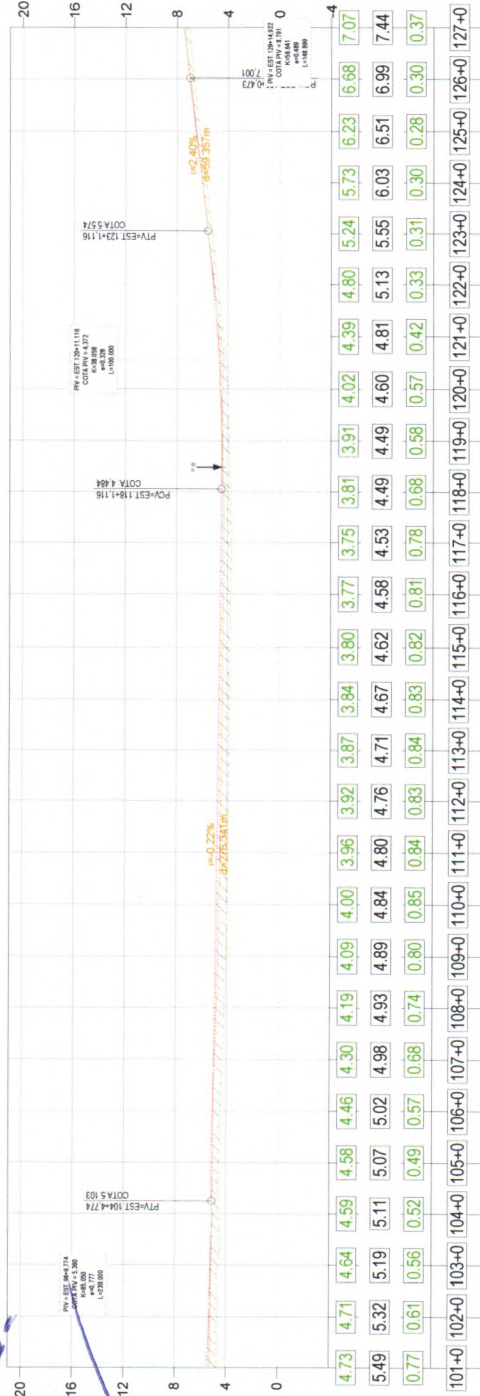 20
16
12
8
4
0
-4
PIV = EST. 98+9,774
COTA PIV = 5,360
K=85.050
e=0,777
L=230.000
PTV=EST.104+4,774
COTA 5.103
i=-0.22%
d=276.341m
PCV=EST.118+1,116
COTA 4.484
PIV = EST.120+11,116
COTA PIV = 4,372
K=38.058
e=0,328
L=100.000
PTV=EST.123+1,116
COTA 5.574
i=2.40%
d=59.357m
7.001
PIV = EST.129+14,922
COTA PIV = 8,791
K=56.641
e=0,489
L=148.899
20
16
12
8
4
4.73 4.71 4.64 4.59 4.58 4.46 4.30 4.19 4.09 4.00 3.96 3.92 3.87 3.84 3.80 3.77 3.75 3.81 3.91 4.02 4.39 4.80 5.24 5.73 6.23 6.68 7.07
5.49 5.32 5.19 5.11 5.07 5.02 4.98 4.93 4.89 4.84 4.80 4.76 4.71 4.67 4.62 4.58 4.53 4.49 4.49 4.60 4.81 5.13 5.55 6.03 6.51 6.99 7.44
0.77 0.61 0.56 0.52 0.49 0.57 0.68 0.74 0.80 0.85 0.84 0.83 0.84 0.83 0.82 0.81 0.78 0.68 0.58 0.57 0.42 0.33 0.31 0.30 0.28 0.30 0.37
101+0 102+0 103+0 104+0 105+0 106+0 107+0 108+0 109+0 110+0 111+0 112+0 113+0 114+0 115+0 116+0 117+0 118+0 119+0 120+0 121+0 122+0 123+0 124+0 125+0 126+0 127+0